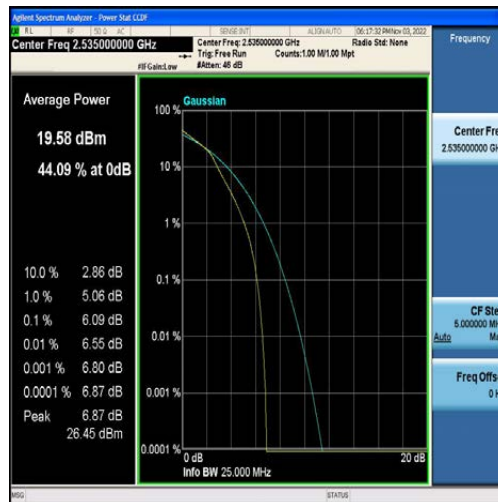 Agilent Spectrum Analyzer - Power Stat CCDF
RL RF 50 Ω AC SENSE:INT ALIGNAUTO 06:17:32 PM Nov 03, 2022
Center Freq 2.535000000 GHz
Center Freq: 2.535000000 GHz Radio Std: None
Trig: Free Run Counts:1.00 M/1.00 Mpt
#IFGain:Low #Atten: 46 dB
Frequency
Average Power
19.58 dBm
44.09 % at 0dB
10.0 % 2.86 dB
1.0 % 5.06 dB
0.1 % 6.09 dB
0.01 % 6.55 dB
0.001 % 6.80 dB
0.0001 % 6.87 dB
Peak 6.87 dB
26.45 dBm
Gaussian
100 %
10 %
1 %
0.1 %
0.01 %
0.001 %
0.0001 %
0 dB 20 dB
Info BW 25.000 MHz
Center Fre
2.535000000 GH
CF Ste
5.000000 MH
Auto Ma
Freq Offs
0 H
MSG STATUS